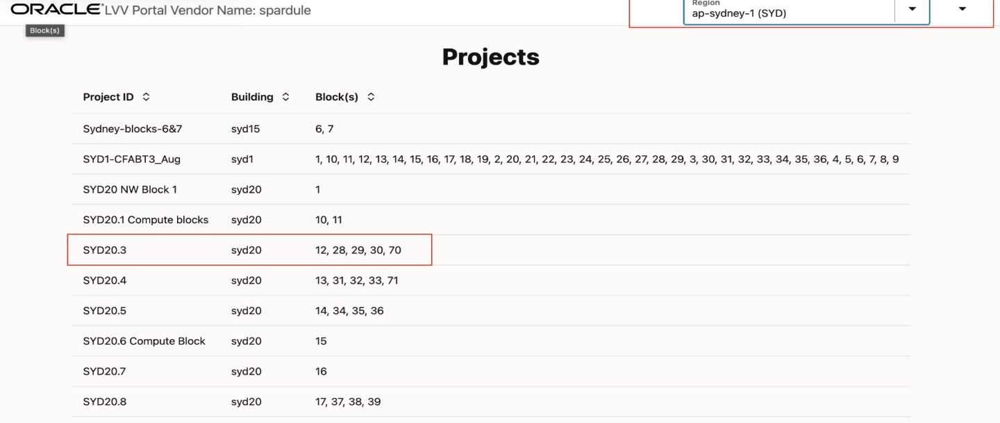 ORACLE LVV Portal Vendor Name: spardule
Region
ap-sydney-1 (SYD)
Block(s)
Projects
Project ID Building Block(s)
Sydney-blocks-6&7 syd15 6, 7
SYD1-CFABT3_Aug syd1 1, 10, 11, 12, 13, 14, 15, 16, 17, 18, 19, 2, 20, 21, 22, 23, 24, 25, 26, 27, 28, 29, 3, 30, 31, 32, 33, 34, 35, 36, 4, 5, 6, 7, 8, 9
SYD20 NW Block 1 syd20 1
SYD20.1 Compute blocks syd20 10, 11
SYD20.3 syd20 12, 28, 29, 30, 70
SYD20.4 syd20 13, 31, 32, 33, 71
SYD20.5 syd20 14, 34, 35, 36
SYD20.6 Compute Block syd20 15
SYD20.7 syd20 16
SYD20.8 syd20 17, 37, 38, 39